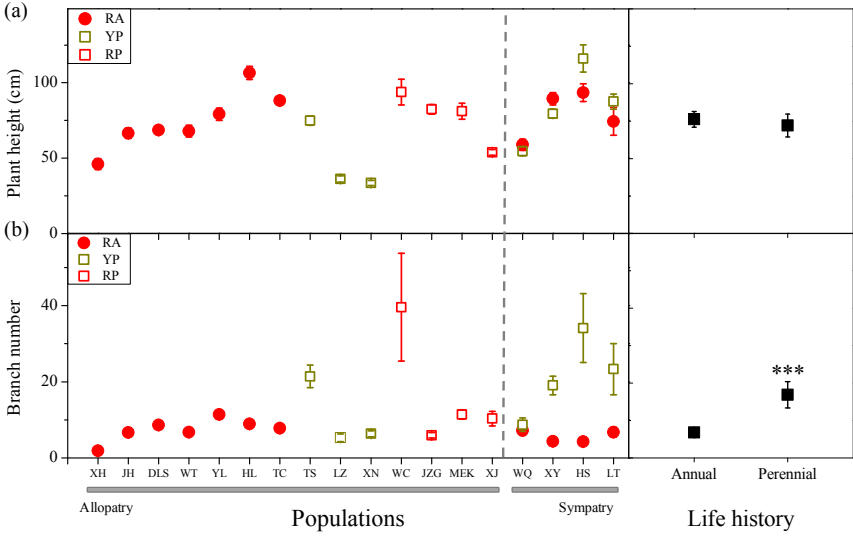 (a)
RA
YP
RP
Plant height (cm)
100
50
0
(b)
RA
YP
RP
Branch number
40
20
0
***
XH JH DLS WT YL HL TC TS LZ XN WC JZG MEK XJ WQ XY HS LT
Annual Perennial
Allopatry Sympatry
Populations Life history